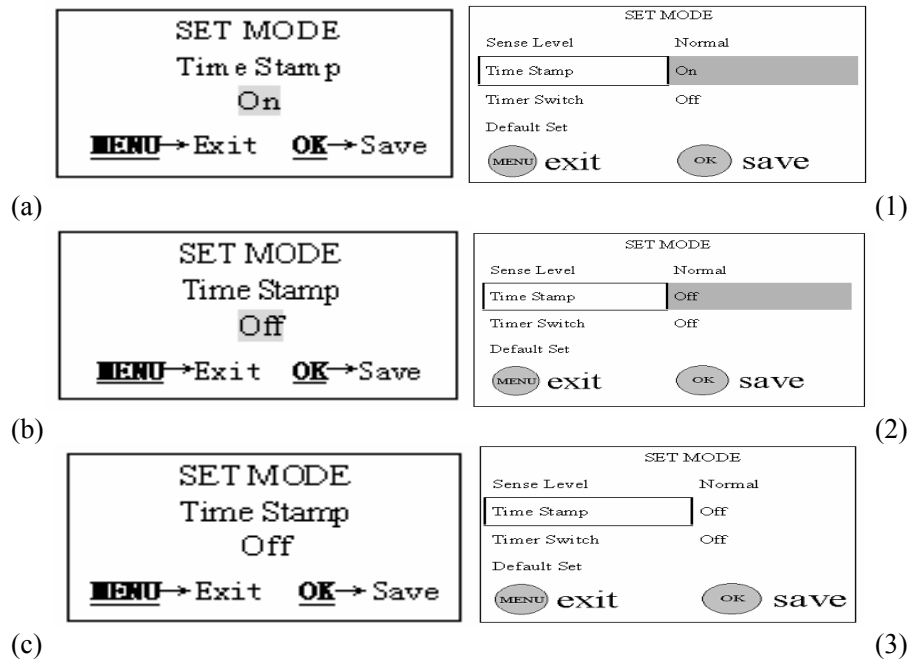 SET MODE
Time Stamp
On
MENU→Exit OK→Save
(a)
SET MODE
Sense Level Normal
Time Stamp On
Timer Switch Off
Default Set
MENU exit OK save
(1)
SET MODE
Time Stamp
Off
MENU→Exit OK→Save
(b)
SET MODE
Sense Level Normal
Time Stamp Off
Timer Switch Off
Default Set
MENU exit OK save
(2)
SET MODE
Time Stamp
Off
MENU→Exit OK→Save
(c)
SET MODE
Sense Level Normal
Time Stamp Off
Timer Switch Off
Default Set
MENU exit OK save
(3)